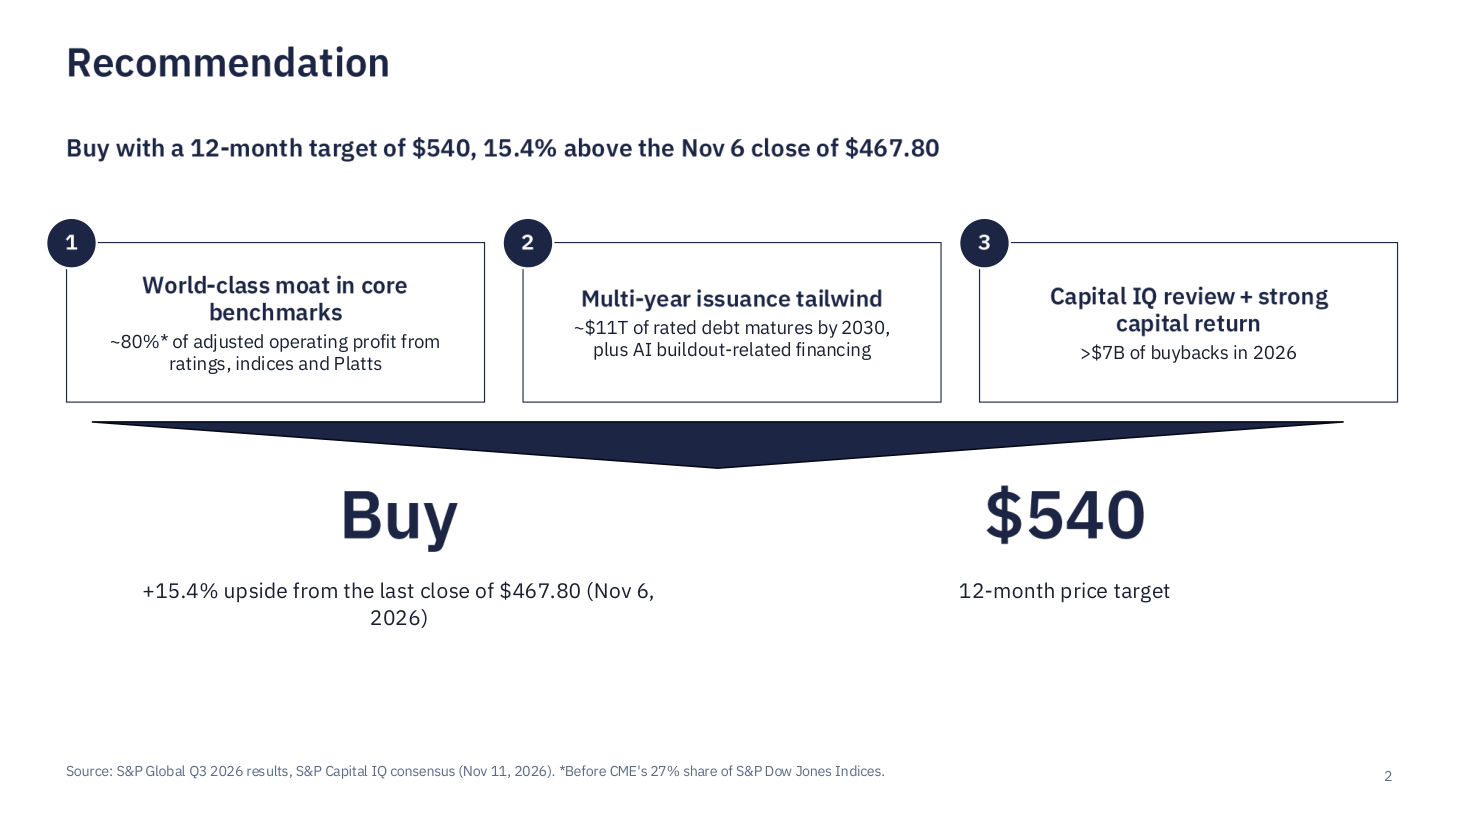 Recommendation
Buy with a 12-month target of $540, 15.4% above the Nov 6 close of $467.80
1
World-class moat in core
benchmarks
~80%* of adjusted operating profit from
ratings, indices and Platts
2
Multi-year issuance tailwind
~$11T of rated debt matures by 2030,
plus AI buildout-related financing
3
Capital IQ review + strong
capital return
>$7B of buybacks in 2026
Buy
+15.4% upside from the last close of $467.80 (Nov 6,
2026)
$540
12-month price target
Source: S&P Global Q3 2026 results, S&P Capital IQ consensus (Nov 11, 2026). *Before CME's 27% share of S&P Dow Jones Indices.
2